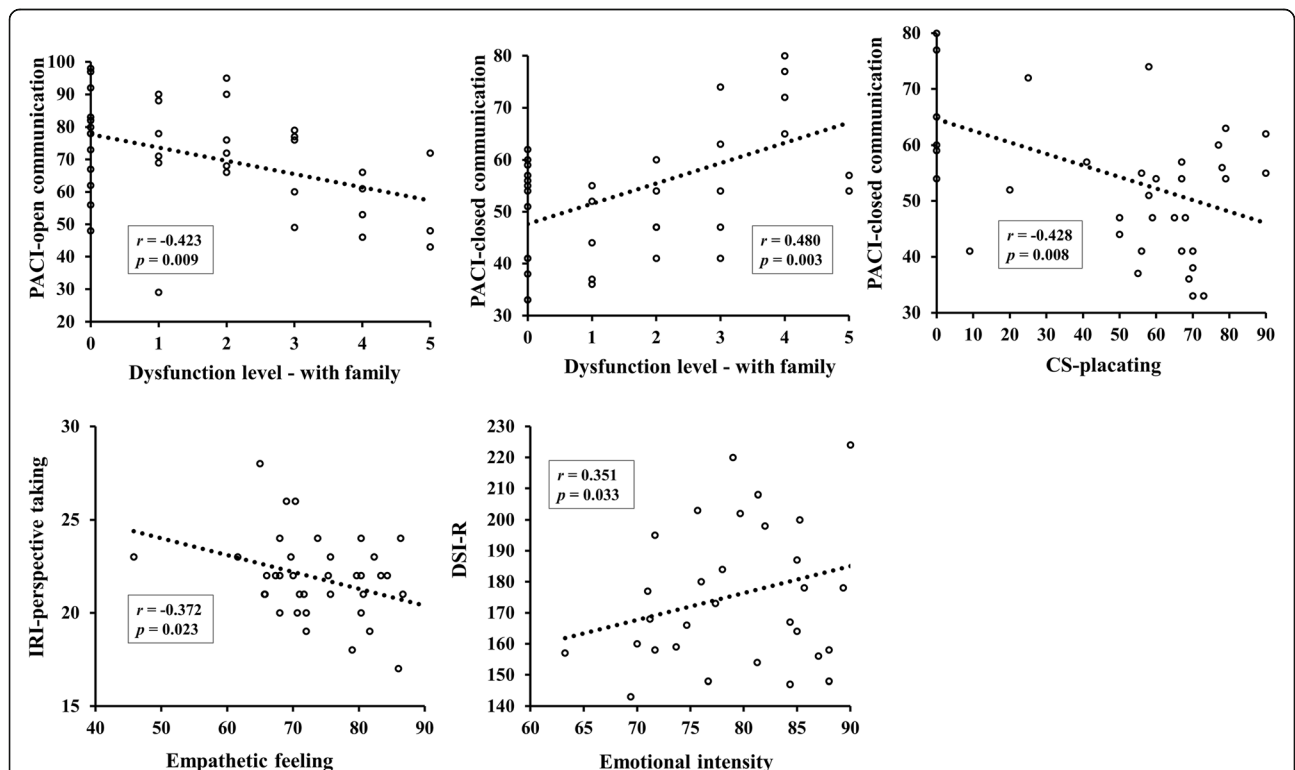 PACI-open communication
100
90
80
70
60
50
40
30
20
r = -0.423
p = 0.009
0 1 2 3 4 5
Dysfunction level - with family
PACI-closed communication
80
70
60
50
40
30
r = 0.480
p = 0.003
0 1 2 3 4 5
Dysfunction level - with family
PACI-closed communication
80
70
60
50
40
30
r = -0.428
p = 0.008
0 10 20 30 40 50 60 70 80 90
CS-placating
IRI-perspective taking
30
25
20
15
r = -0.372
p = 0.023
40 50 60 70 80 90
Empathetic feeling
DSI-R
230
220
210
200
190
180
170
160
150
140
r = 0.351
p = 0.033
60 65 70 75 80 85 90
Emotional intensity